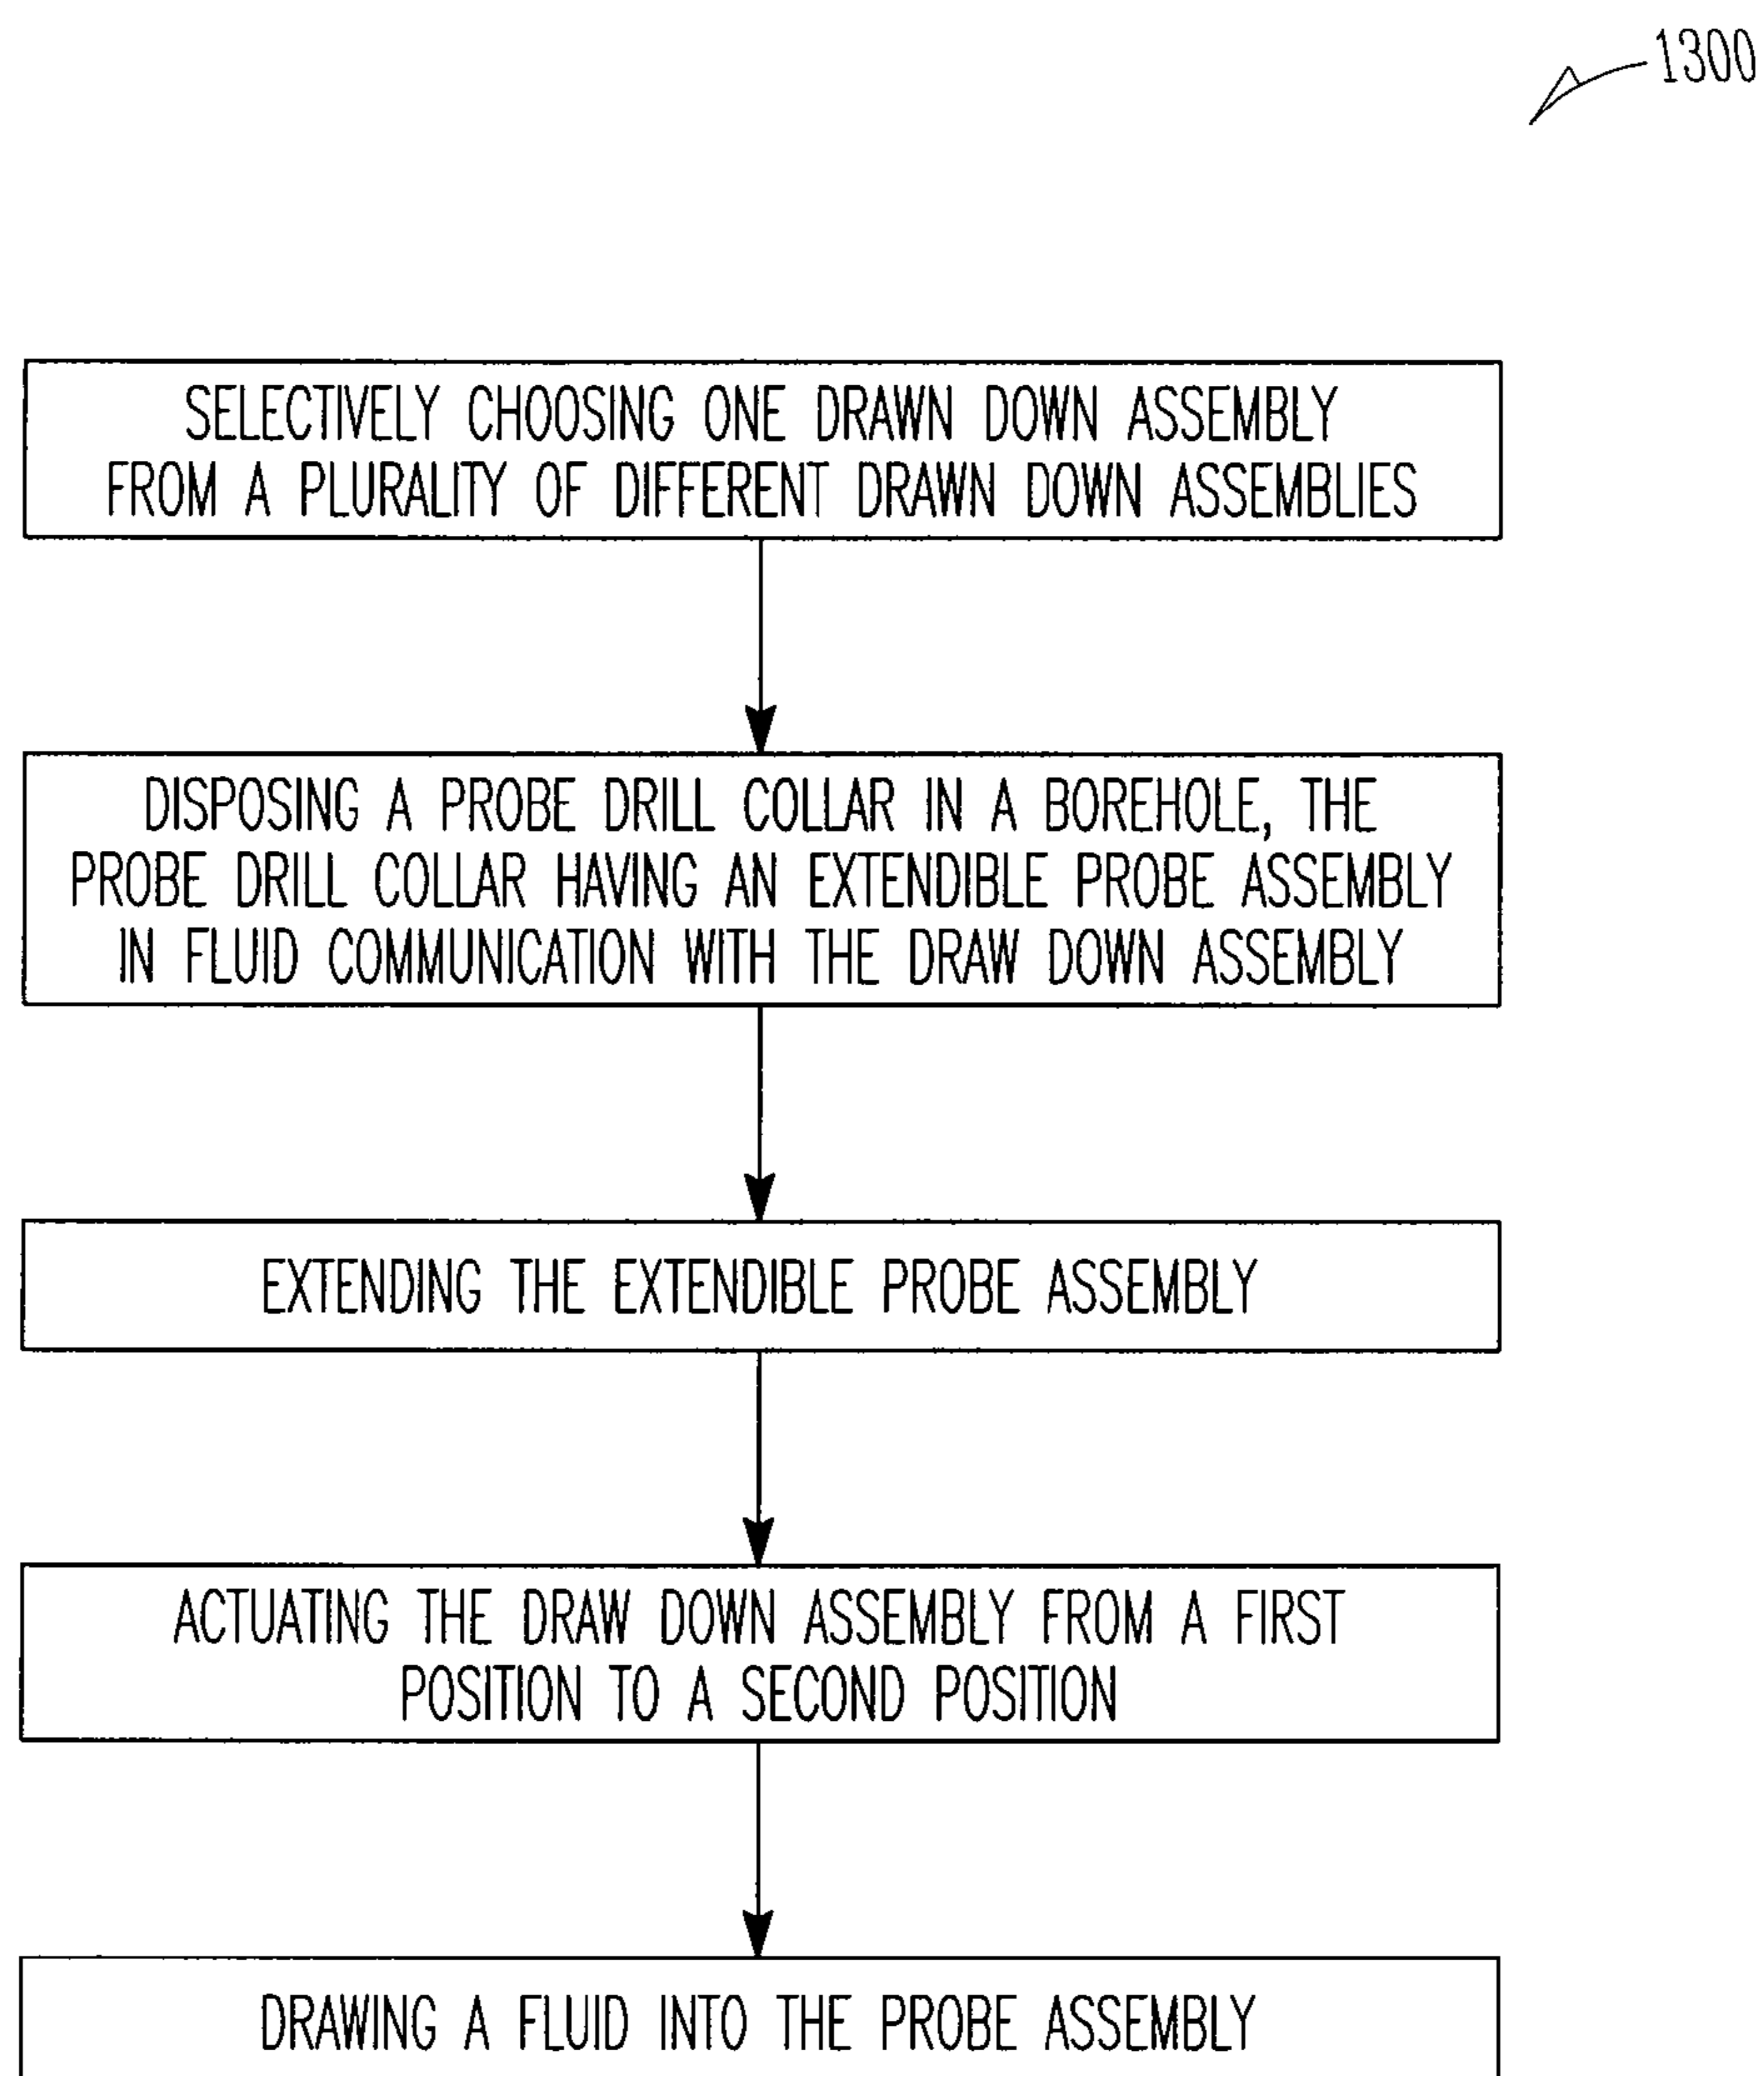 1300
SELECTIVELY CHOOSING ONE DRAWN DOWN ASSEMBLY
FROM A PLURALITY OF DIFFERENT DRAWN DOWN ASSEMBLIES
DISPOSING A PROBE DRILL COLLAR IN A BOREHOLE, THE
PROBE DRILL COLLAR HAVING AN EXTENDIBLE PROBE ASSEMBLY
IN FLUID COMMUNICATION WITH THE DRAW DOWN ASSEMBLY
EXTENDING THE EXTENDIBLE PROBE ASSEMBLY
ACTUATING THE DRAW DOWN ASSEMBLY FROM A FIRST
POSITION TO A SECOND POSITION
DRAWING A FLUID INTO THE PROBE ASSEMBLY